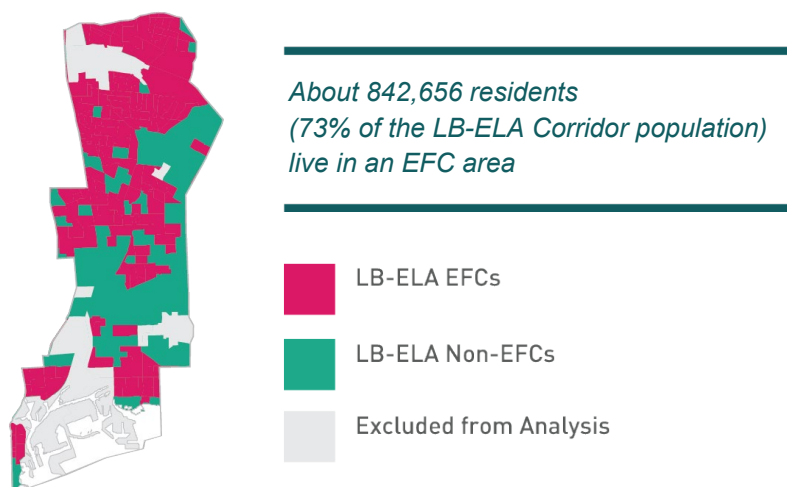 About 842,656 residents
(73% of the LB-ELA Corridor population)
live in an EFC area
LB-ELA EFCs
LB-ELA Non-EFCs
Excluded from Analysis